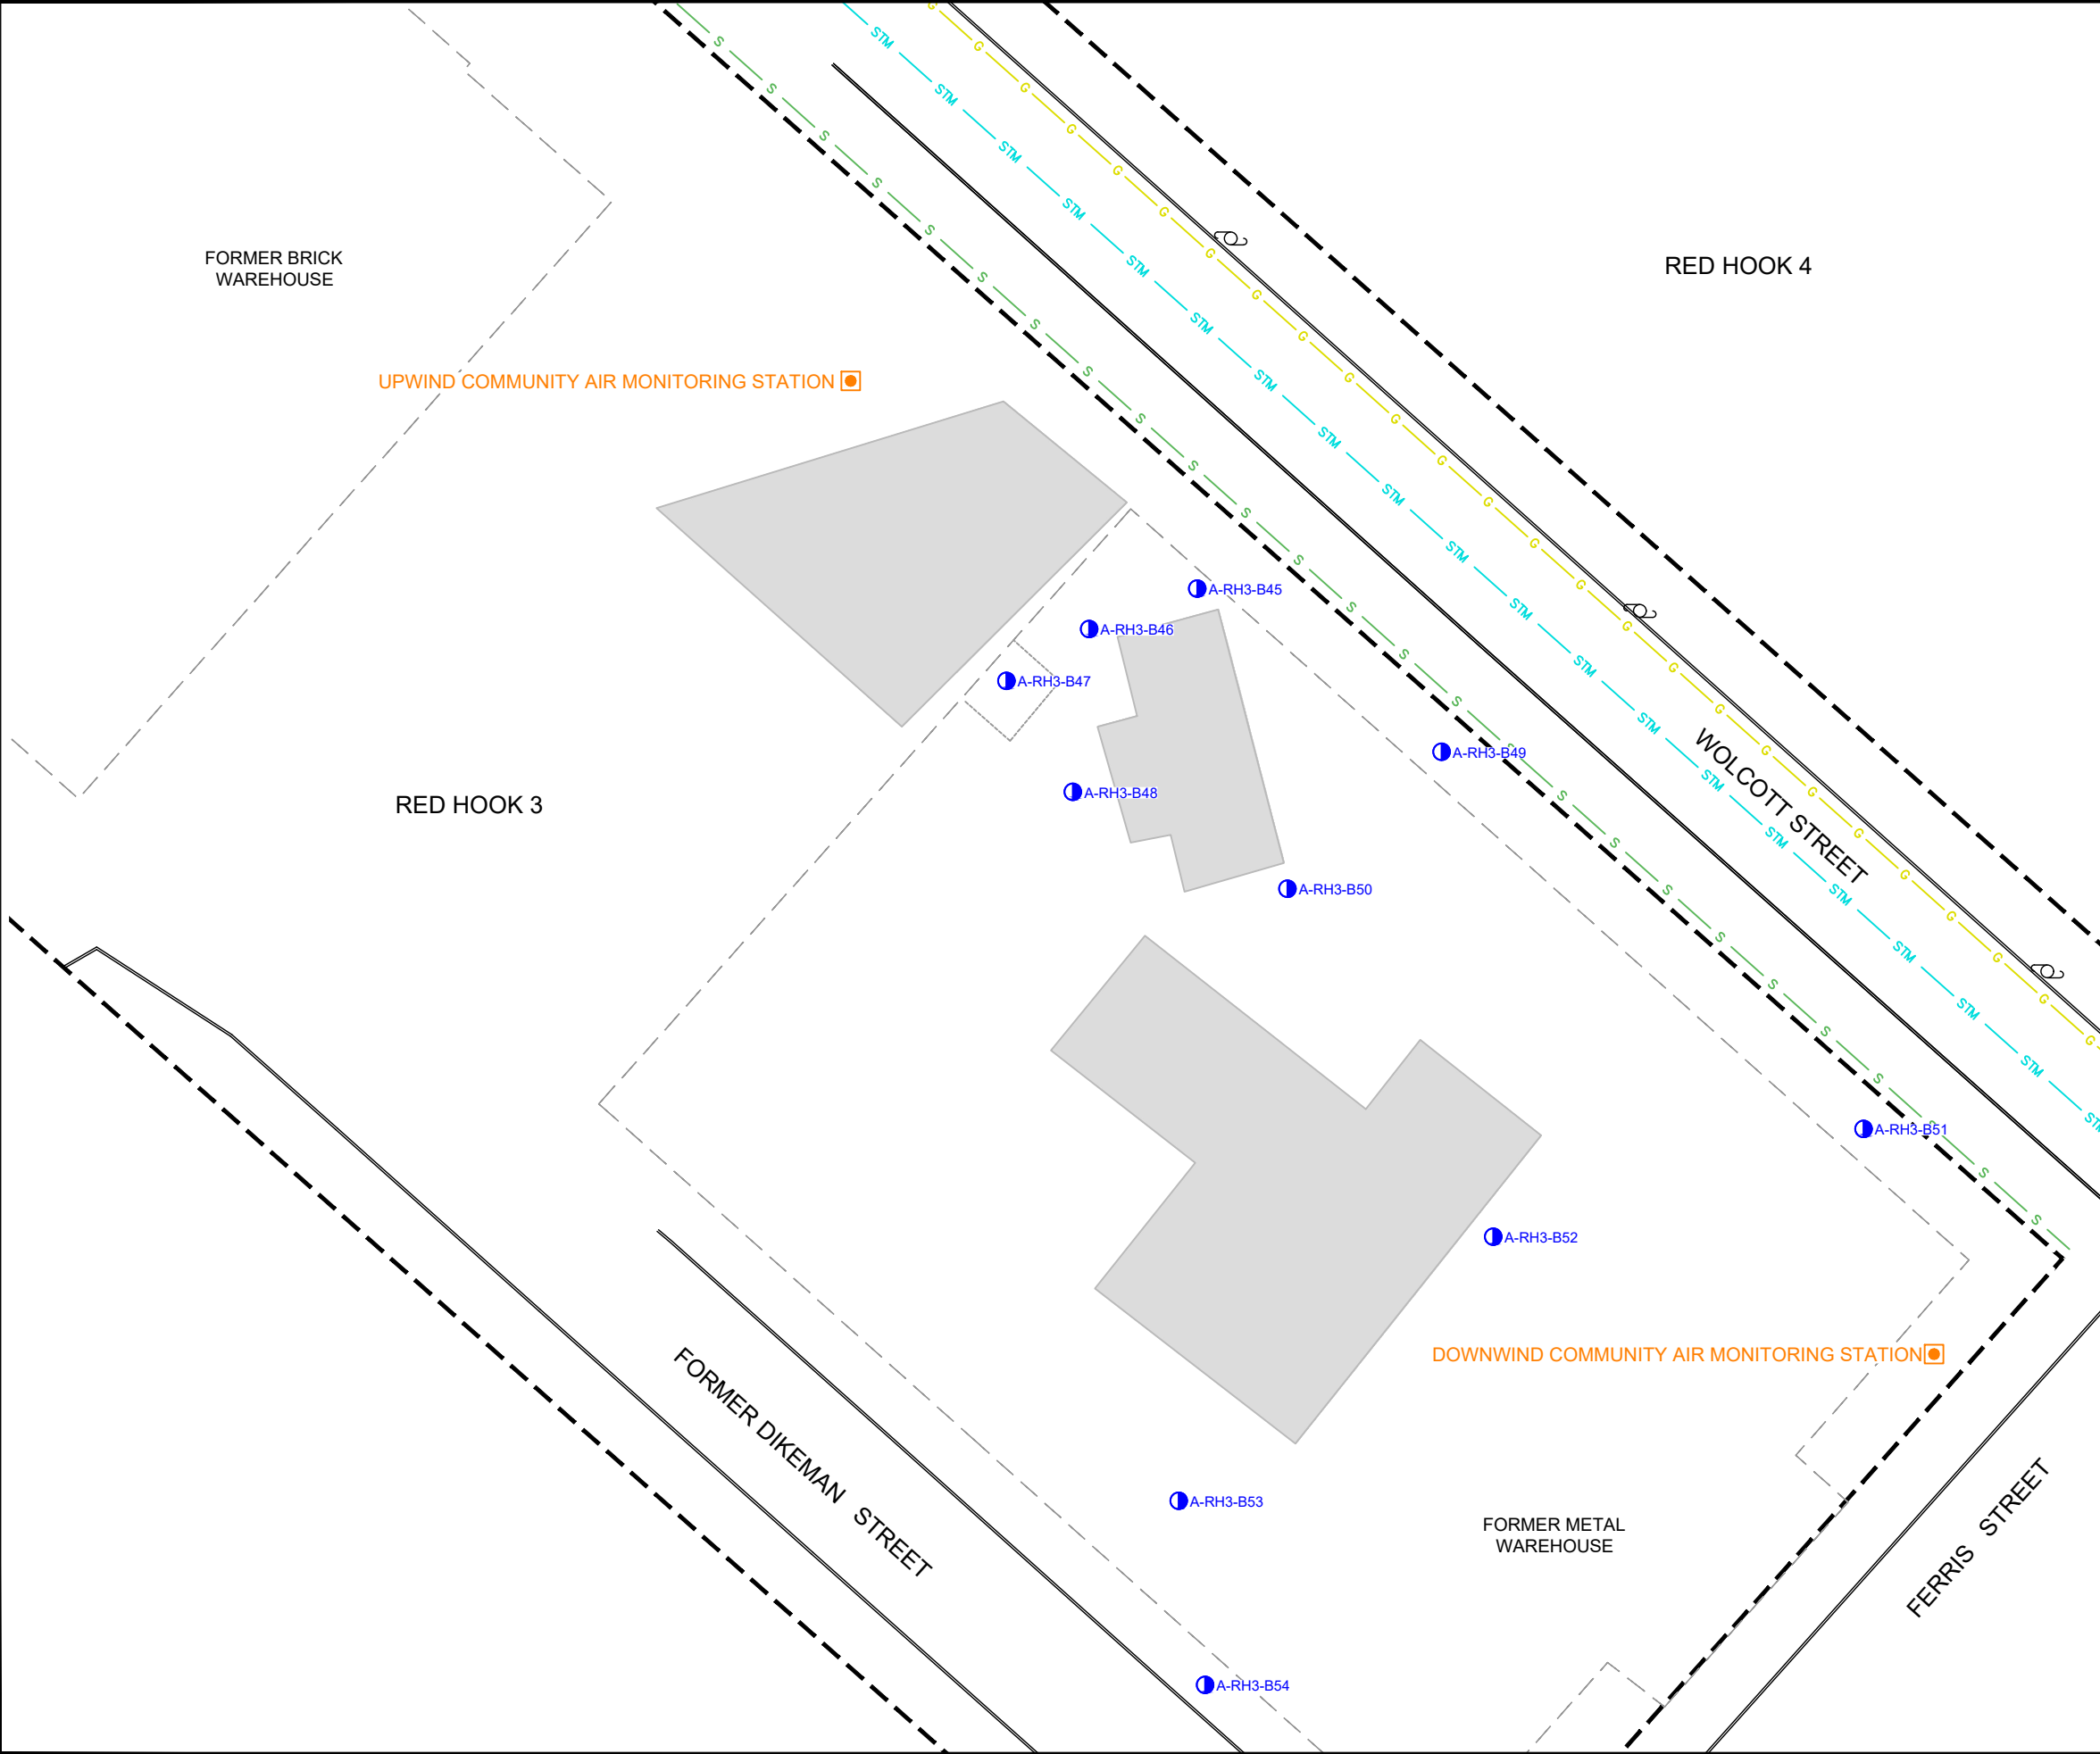 FORMER BRICK
WAREHOUSE
RED HOOK 4
UPWIND COMMUNITY AIR MONITORING STATION
A-RH3-B45
A-RH3-B46
A-RH3-B47
A-RH3-B49
A-RH3-B48
RED HOOK 3
WOLCOTT STREET
A-RH3-B50
A-RH3-B51
A-RH3-B52
DOWNWIND COMMUNITY AIR MONITORING STATION
FORMER DIKEMAN STREET
A-RH3-B53
FORMER METAL
WAREHOUSE
FERRIS STREET
A-RH3-B54
S
STM
G